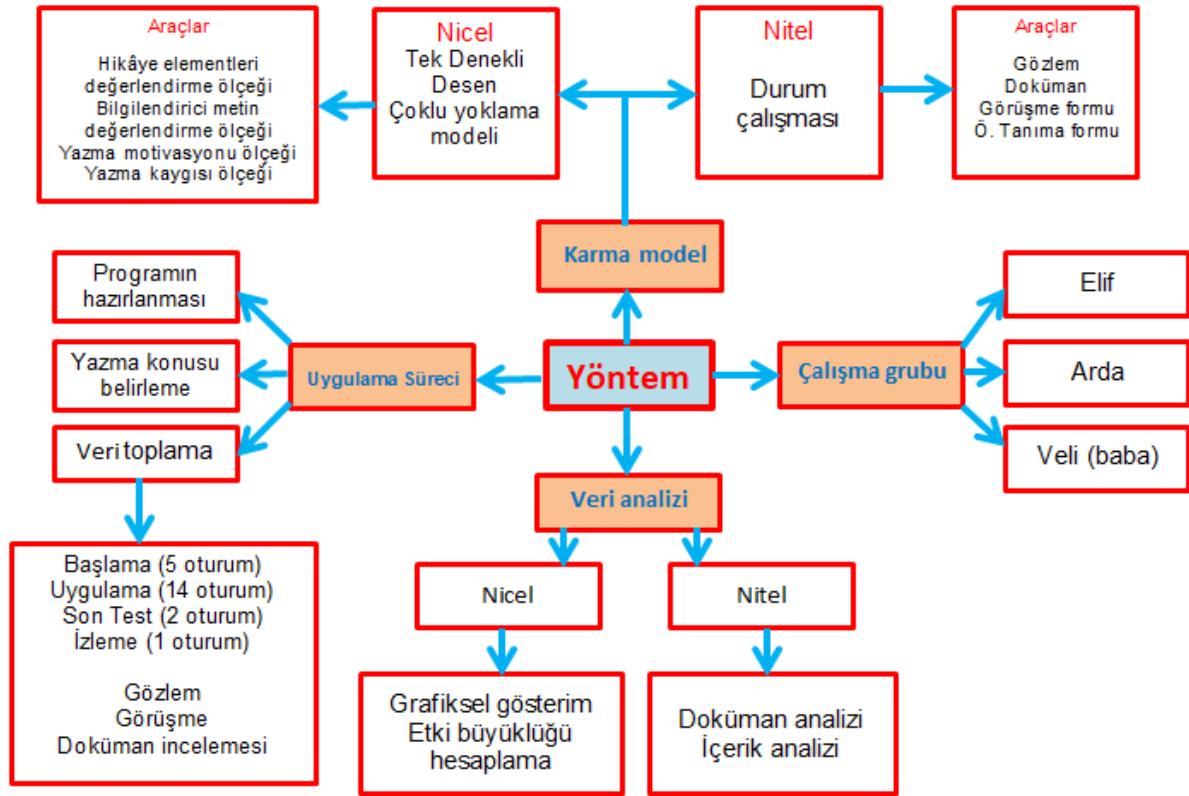 Araçlar
Hikâye elementleri
değerlendirme ölçeği
Bilgilendirici metin
değerlendirme ölçeği
Yazma motivasyonu ölçeği
Yazma kaygısı ölçeği
Nicel
Tek Denekli
Desen
Çoklu yoklama
modeli
Nitel
Durum
çalışması
Araçlar
Gözlem
Doküman
Görüşme formu
Ö. Tanıma formu
Karma model
Programın
hazırlanması
Yazma konusu
belirleme
Veri toplama
Uygulama Süreci
Yöntem
Çalışma grubu
Elif
Arda
Veli (baba)
Veri analizi
Başlama (5 oturum)
Uygulama (14 oturum)
Son Test (2 oturum)
İzleme (1 oturum)
Gözlem
Görüşme
Doküman incelemesi
Nicel
Nitel
Grafiksel gösterim
Etki büyüklüğü
hesaplama
Doküman analizi
İçerik analizi